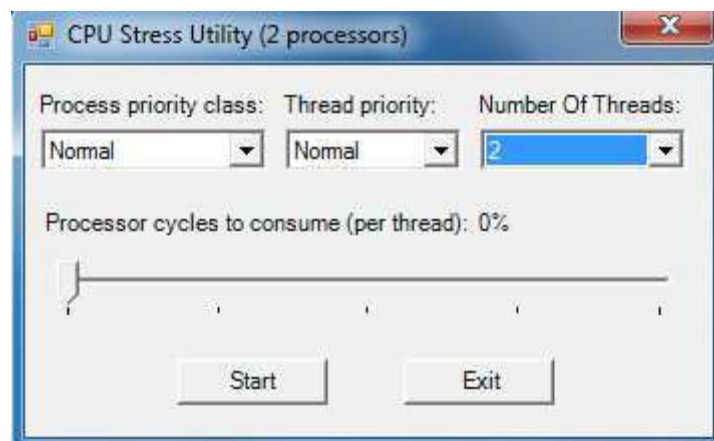 CPU Stress Utility (2 processors)
Process priority class: Thread priority: Number Of Threads:
Normal Normal 2
Processor cycles to consume (per thread): 0%
Start Exit